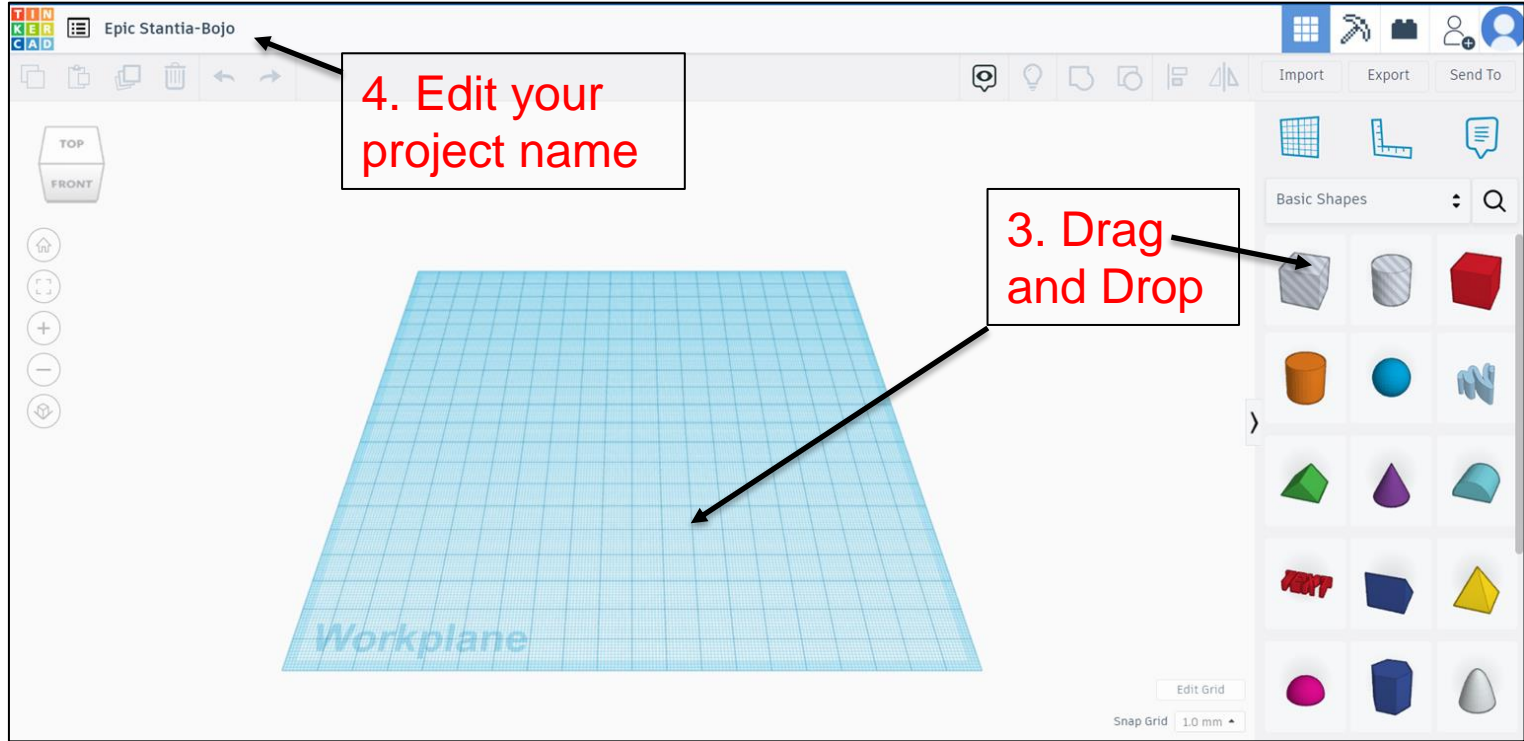 TIN
KER
CAD
Epic Stantia-Bojo
4. Edit your
project name
Import Export Send To
TOP
FRONT
Basic Shapes
3. Drag
and Drop
TEXT
Workplane
Edit Grid
Snap Grid 1.0 mm